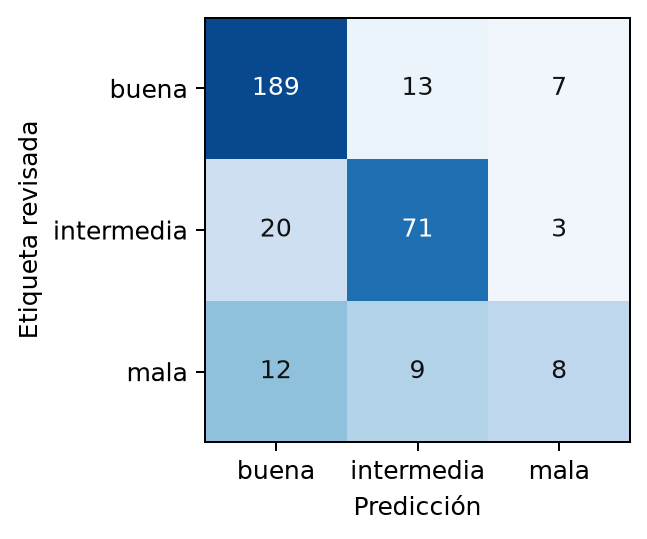 Etiqueta revisada
buena 189 13 7
intermedia 20 71 3
mala 12 9 8
buena intermedia mala
Predicción